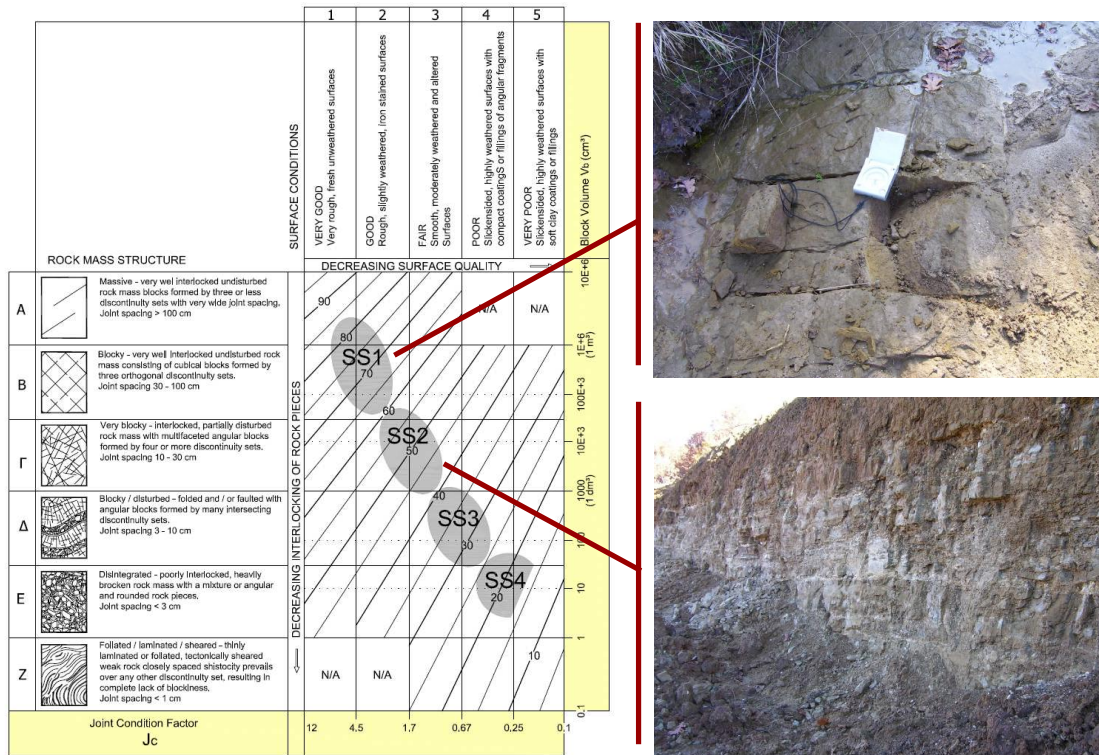 1
2
3
4
5
SURFACE CONDITIONS
VERY GOOD
Very rough, fresh unweathered surfaces
GOOD
Rough, slightly weathered, iron stained surfaces
FAIR
Smooth, moderately weathered and altered
Surfaces
POOR
Slickensided, highly weathered surfaces with
compact coatingS or fillings of angular fragments
VERY POOR
Slickensided, highly weathered surfaces with
soft clay coatings or fillings
Block Volume Vb (cm³)
ROCK MASS STRUCTURE
DECREASING SURFACE QUALITY
DECREASING INTERLOCKING OF ROCK PIECES
A
Massive - very wel interlocked undisturbed
rock mass blocks formed by three or less
discontinuity sets with very wide joint spacing.
Joint spacing > 100 cm
B
Blocky - very well interlocked undisturbed rock
mass consisting of cubical blocks formed by
three orthogonal discontinuity sets.
Joint spacing 30 - 100 cm
Γ
Very blocky - interlocked, partially disturbed
rock mass with multifaceted angular blocks
formed by four or more discontinuity sets.
Joint spacing 10 - 30 cm
Δ
Blocky / disturbed - folded and / or faulted with
angular blocks formed by many intersecting
discontinuity sets.
Joint spacing 3 - 10 cm
E
Disintegrated - poorly interlocked, heavily
brocken rock mass with a mixture or angular
and rounded rock pieces.
Joint spacing < 3 cm
Z
Foliated / laminated / sheared - thinly
laminated or foliated, tectonically sheared
weak rock closely spaced shistocity prevails
over any other discontinuity set, resulting in
complete lack of blockiness.
Joint spacing < 1 cm
90
N/A
N/A
80
SS1
70
60
SS2
50
40
SS3
30
SS4
20
10
N/A
N/A
10E+6
1E+6
(1 m³)
100E+3
10E+3
1000
(1 dm³)
100
10
1
0.1
Joint Condition Factor
Jc
12
4.5
1.7
0.67
0.25
0.1